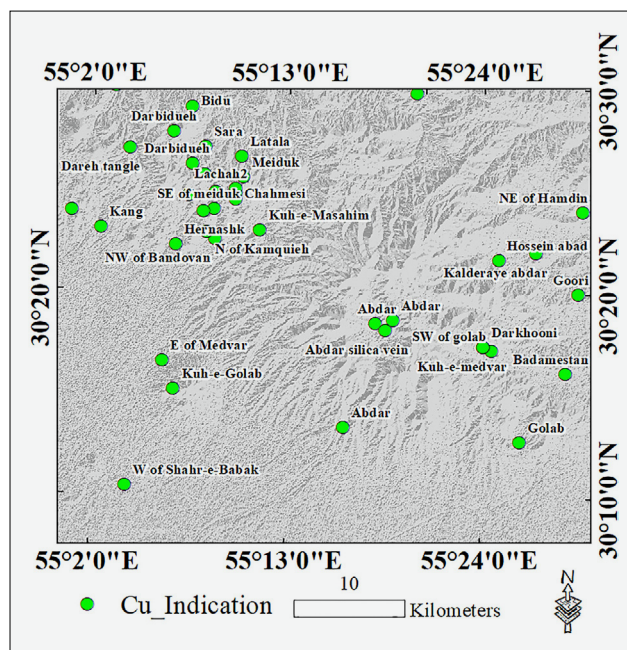 55°2'0"E 55°13'0"E 55°24'0"E
30°30'0"N
Bidu
Darbidueh
Sara
Darbidueh
Latala
Dareh tangle
Meiduk
Lachah2
SE of meiduk Chahmesi
NE of Hamdin
Kang
Kuh-e-Masahim
Hernashk
N of Kamquieh
NW of Bandovan
Hossein abad
Kalderaye abdar
Goori
30°20'0"N
30°20'0"N
Abdar
Abdar
SW of golab
Darkhooni
E of Medvar
Abdar silica vein
Kuh-e-medvar
Badamestan
Kuh-e-Golab
Abdar
Golab
W of Shahr-e-Babak
30°10'0"N
55°2'0"E 55°13'0"E 55°24'0"E
10
Cu_Indication
Kilometers
N